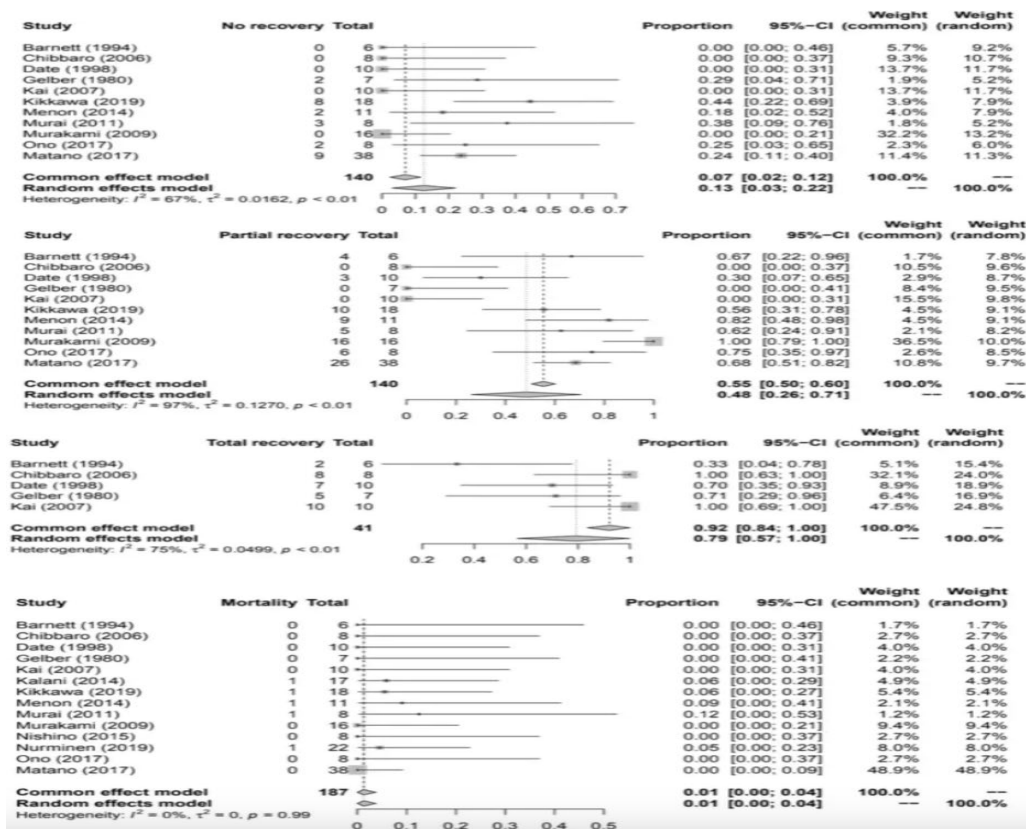 Study No recovery Total Proportion 95%-CI Weight (common) Weight (random)
Barnett (1994) 0 6 0.00 [0.00; 0.46] 5.7% 9.2%
Chibbaro (2006) 0 8 0.00 [0.00; 0.37] 9.3% 10.7%
Date (1998) 0 10 0.00 [0.00; 0.31] 13.7% 11.7%
Gelber (1980) 2 7 0.29 [0.04; 0.71] 1.9% 5.2%
Kai (2007) 0 10 0.00 [0.00; 0.31] 13.7% 11.7%
Kikkawa (2019) 8 18 0.44 [0.22; 0.69] 3.9% 7.9%
Menon (2014) 2 11 0.18 [0.02; 0.52] 4.0% 7.9%
Murai (2011) 3 8 0.38 [0.09; 0.76] 1.8% 5.2%
Murakami (2009) 0 16 0.00 [0.00; 0.21] 32.2% 13.2%
Ono (2017) 2 8 0.25 [0.03; 0.65] 2.3% 6.0%
Matano (2017) 9 38 0.24 [0.11; 0.40] 11.4% 11.3%
Common effect model 140 0.07 [0.02; 0.12] 100.0% --
Random effects model 0.13 [0.03; 0.22] -- 100.0%
Heterogeneity: I² = 67%, τ² = 0.0162, p < 0.01
0 0.1 0.2 0.3 0.4 0.5 0.6 0.7
Study Partial recovery Total Proportion 95%-CI Weight (common) Weight (random)
Barnett (1994) 4 6 0.67 [0.22; 0.96] 1.7% 7.8%
Chibbaro (2006) 0 8 0.00 [0.00; 0.37] 10.5% 9.6%
Date (1998) 3 10 0.30 [0.07; 0.65] 2.9% 8.7%
Gelber (1980) 0 7 0.00 [0.00; 0.41] 8.4% 9.5%
Kai (2007) 0 10 0.00 [0.00; 0.31] 15.5% 9.8%
Kikkawa (2019) 10 18 0.56 [0.31; 0.78] 4.5% 9.1%
Menon (2014) 9 11 0.82 [0.48; 0.98] 4.5% 9.1%
Murai (2011) 5 8 0.62 [0.24; 0.91] 2.1% 8.2%
Murakami (2009) 16 16 1.00 [0.79; 1.00] 36.5% 10.0%
Ono (2017) 6 8 0.75 [0.35; 0.97] 2.6% 8.5%
Matano (2017) 26 38 0.68 [0.51; 0.82] 10.8% 9.7%
Common effect model 140 0.55 [0.50; 0.60] 100.0% --
Random effects model 0.48 [0.26; 0.71] -- 100.0%
Heterogeneity: I² = 97%, τ² = 0.1270, p < 0.01
0 0.2 0.4 0.6 0.8 1
Study Total recovery Total Proportion 95%-CI Weight (common) Weight (random)
Barnett (1994) 2 6 0.33 [0.04; 0.78] 5.1% 15.4%
Chibbaro (2006) 8 8 1.00 [0.63; 1.00] 32.1% 24.0%
Date (1998) 7 10 0.70 [0.35; 0.93] 8.9% 18.9%
Gelber (1980) 5 7 0.71 [0.29; 0.96] 6.4% 16.9%
Kai (2007) 10 10 1.00 [0.69; 1.00] 47.5% 24.8%
Common effect model 41 0.92 [0.84; 1.00] 100.0% --
Random effects model 0.79 [0.57; 1.00] -- 100.0%
Heterogeneity: I² = 75%, τ² = 0.0499, p < 0.01
0.2 0.4 0.6 0.8 1
Study Mortality Total Proportion 95%-CI Weight (common) Weight (random)
Barnett (1994) 0 6 0.00 [0.00; 0.46] 1.7% 1.7%
Chibbaro (2006) 0 8 0.00 [0.00; 0.37] 2.7% 2.7%
Date (1998) 0 10 0.00 [0.00; 0.31] 4.0% 4.0%
Gelber (1980) 0 7 0.00 [0.00; 0.41] 2.2% 2.2%
Kai (2007) 0 10 0.00 [0.00; 0.31] 4.0% 4.0%
Kalani (2014) 1 17 0.06 [0.00; 0.29] 4.9% 4.9%
Kikkawa (2019) 1 18 0.06 [0.00; 0.27] 5.4% 5.4%
Menon (2014) 1 11 0.09 [0.00; 0.41] 2.1% 2.1%
Murai (2011) 1 8 0.12 [0.00; 0.53] 1.2% 1.2%
Murakami (2009) 0 16 0.00 [0.00; 0.21] 9.4% 9.4%
Nishino (2015) 0 8 0.00 [0.00; 0.37] 2.7% 2.7%
Nurminen (2019) 1 22 0.05 [0.00; 0.23] 8.0% 8.0%
Ono (2017) 0 8 0.00 [0.00; 0.37] 2.7% 2.7%
Matano (2017) 0 38 0.00 [0.00; 0.09] 48.9% 48.9%
Common effect model 187 0.01 [0.00; 0.04] 100.0% --
Random effects model 0.01 [0.00; 0.04] -- 100.0%
Heterogeneity: I² = 0%, τ² = 0, p = 0.99
0 0.1 0.2 0.3 0.4 0.5